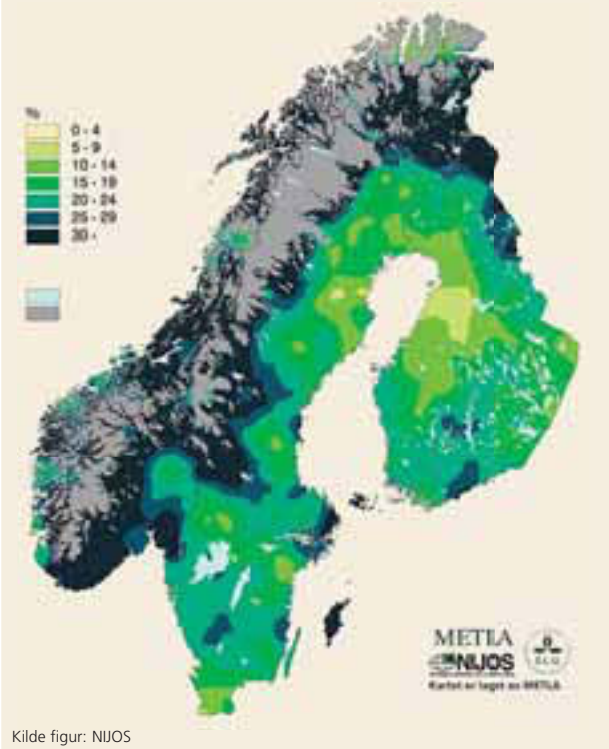 %
0 - 4
5 - 9
10 - 14
15 - 19
20 - 24
25 - 29
30 -
METLA
NIJOS
Kartet er laget av METLA
Kilde figur: NIJOS